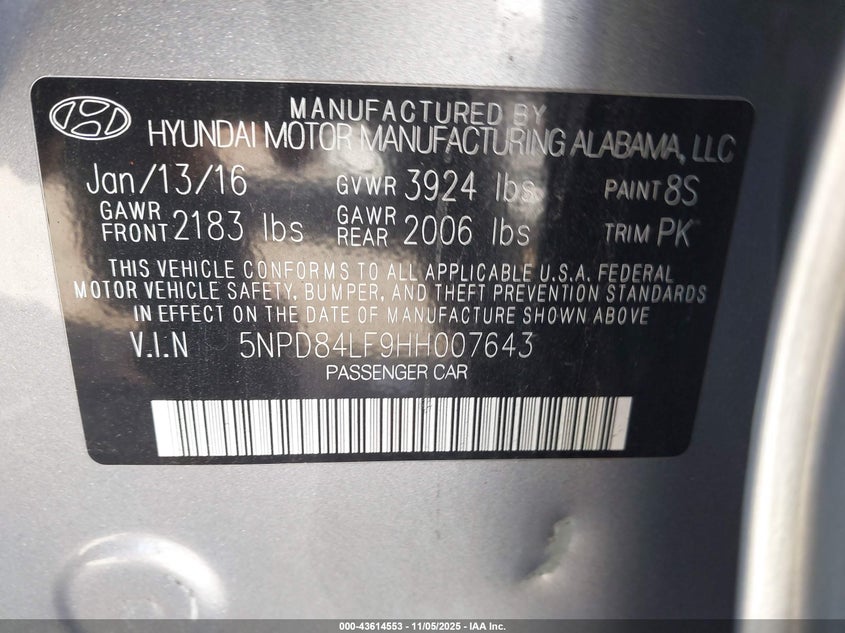 MANUFACTURED BY
HYUNDAI MOTOR MANUFACTURING ALABAMA, LLC
Jan/13/16 GVWR 3924 lbs PAINT 8S
GAWR FRONT 2183 lbs GAWR REAR 2006 lbs TRIM PK
THIS VEHICLE CONFORMS TO ALL APPLICABLE U.S.A. FEDERAL
MOTOR VEHICLE SAFETY, BUMPER, AND THEFT PREVENTION STANDARDS
IN EFFECT ON THE DATE OF MANUFACTURE SHOWN ABOVE
V.I.N 5NPD84LF9HH007643
PASSENGER CAR
000-43614553 - 11/05/2025 - IAA Inc.